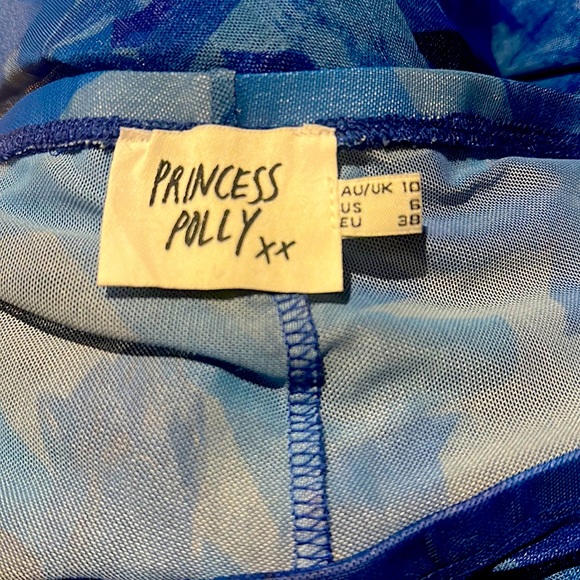 PRINCESS
POLLY xx
AU/UK 10
US 6
EU 38